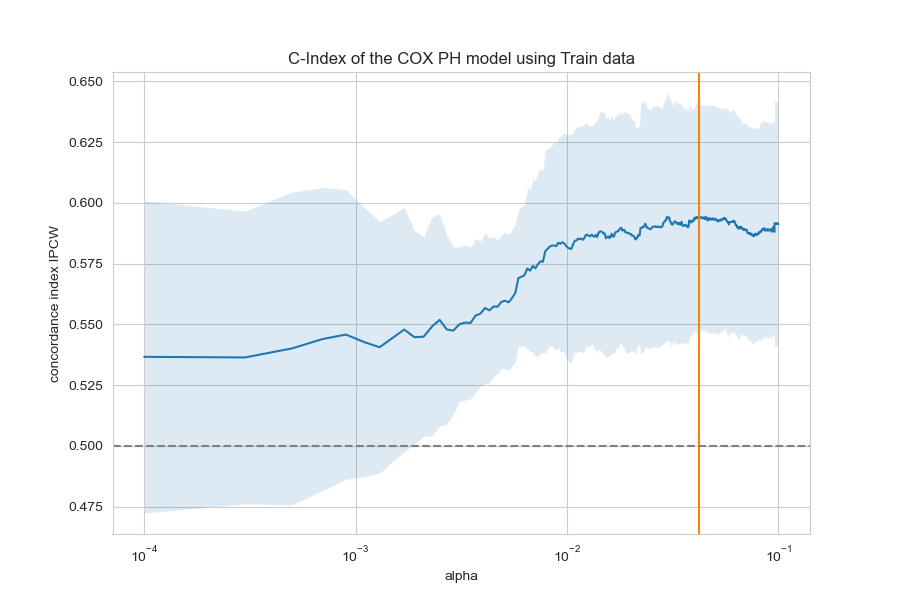 C-Index of the COX PH model using Train data
concordance index IPCW
0.650
0.625
0.600
0.575
0.550
0.525
0.500
0.475
10⁻⁴ 10⁻³ 10⁻² 10⁻¹
alpha